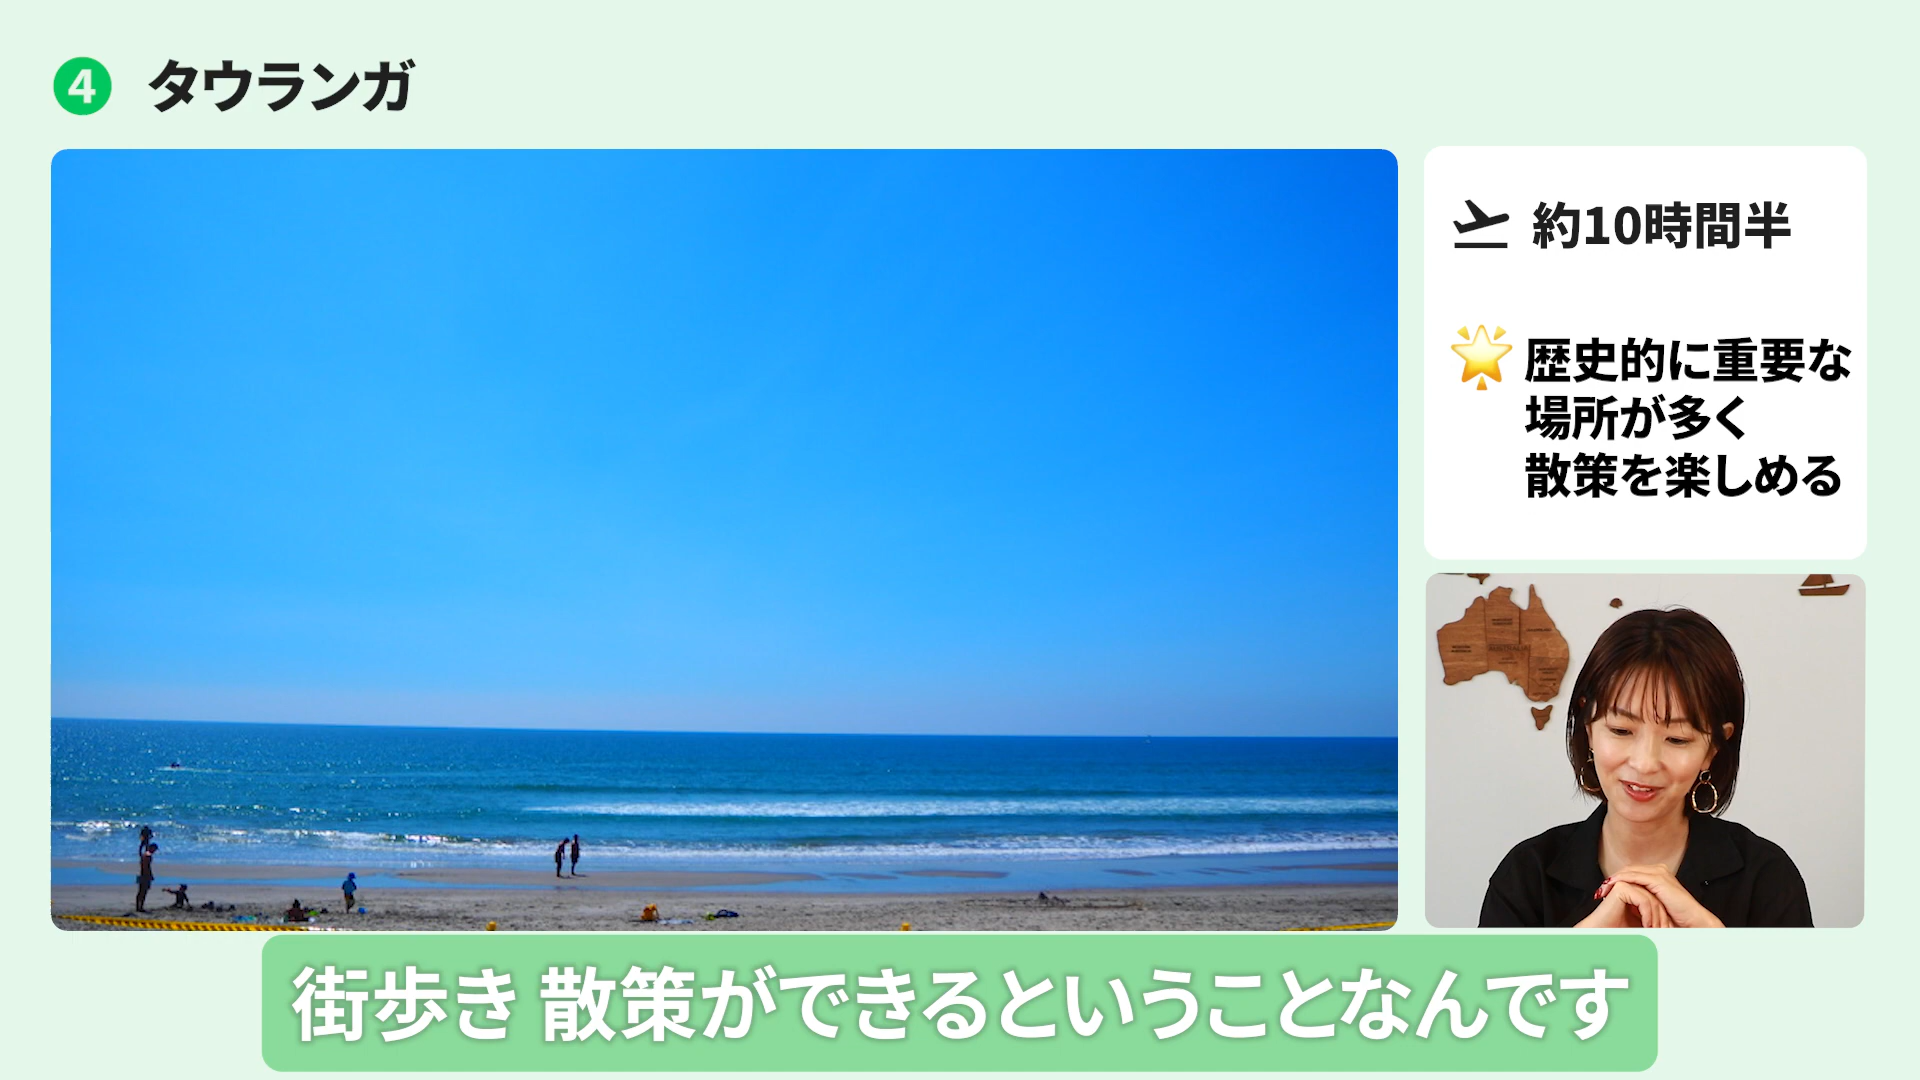 4 タウランガ
約10時間半
歴史的に重要な
場所が多く
散策を楽しめる
街歩き 散策ができるということなんです